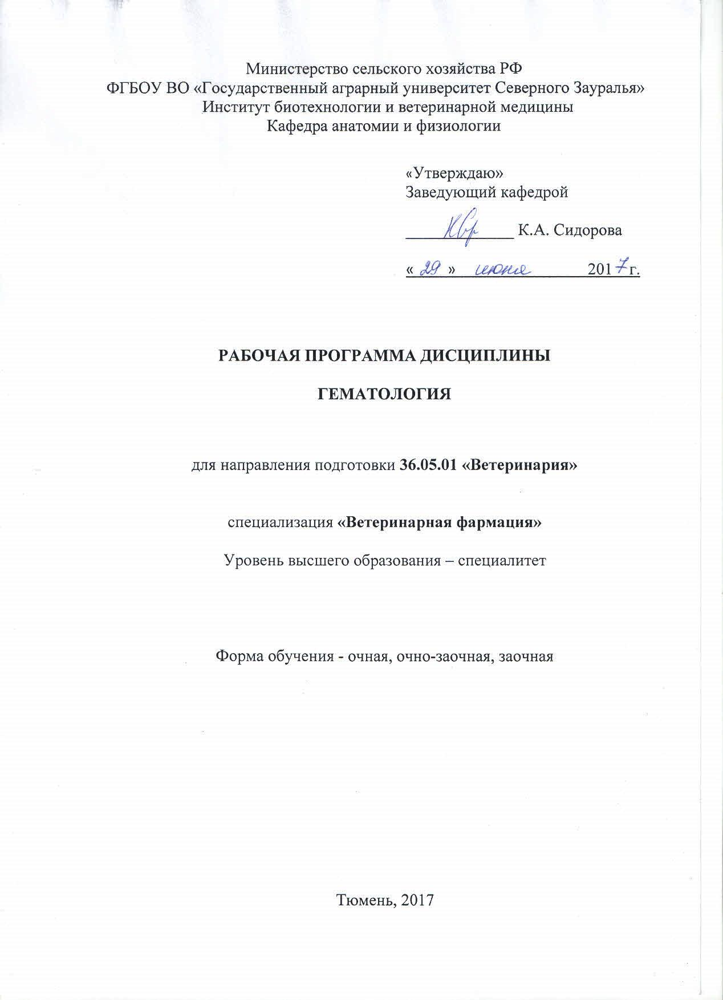 Министерство сельского хозяйства РФ
ФГБОУ ВО «Государственный аграрный университет Северного Зауралья»
Институт биотехнологии и ветеринарной медицины
Кафедра анатомии и физиологии
«Утверждаю»
Заведующий кафедрой
К.А. Сидорова
« 29 » июня 2017 г.
РАБОЧАЯ ПРОГРАММА ДИСЦИПЛИНЫ
ГЕМАТОЛОГИЯ
для направления подготовки 36.05.01 «Ветеринария»
специализация «Ветеринарная фармация»
Уровень высшего образования – специалитет
Форма обучения - очная, очно-заочная, заочная
Тюмень, 2017